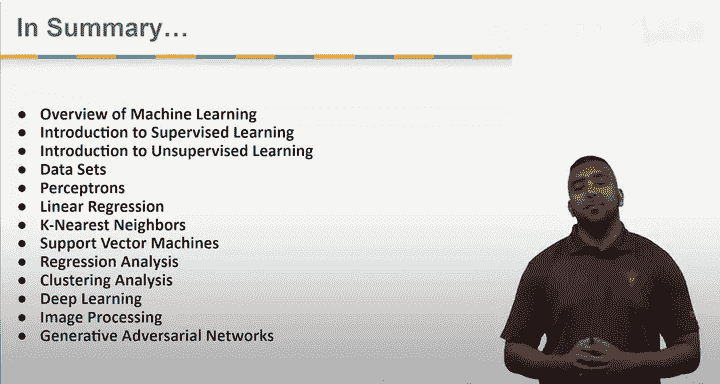 In Summary...
● Overview of Machine Learning
● Introduction to Supervised Learning
● Introduction to Unsupervised Learning
● Data Sets
● Perceptrons
● Linear Regression
● K-Nearest Neighbors
● Support Vector Machines
● Regression Analysis
● Clustering Analysis
● Deep Learning
● Image Processing
● Generative Adversarial Networks